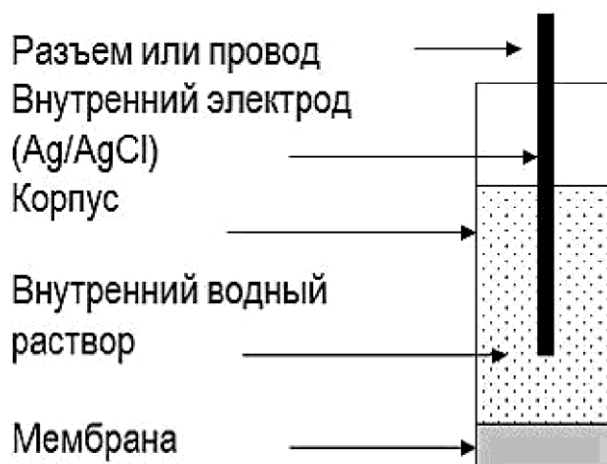 Разъем или провод
Внутренний электрод
(Ag/AgCl)
Корпус
Внутренний водный
раствор
Мембрана